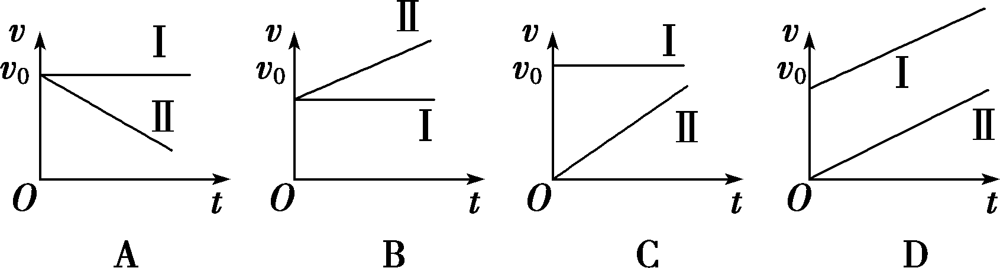 v v₀ Ⅰ Ⅱ O t
v v₀ Ⅱ Ⅰ O t
v v₀ Ⅰ Ⅱ O t
v v₀ Ⅰ Ⅱ O t
A B C D